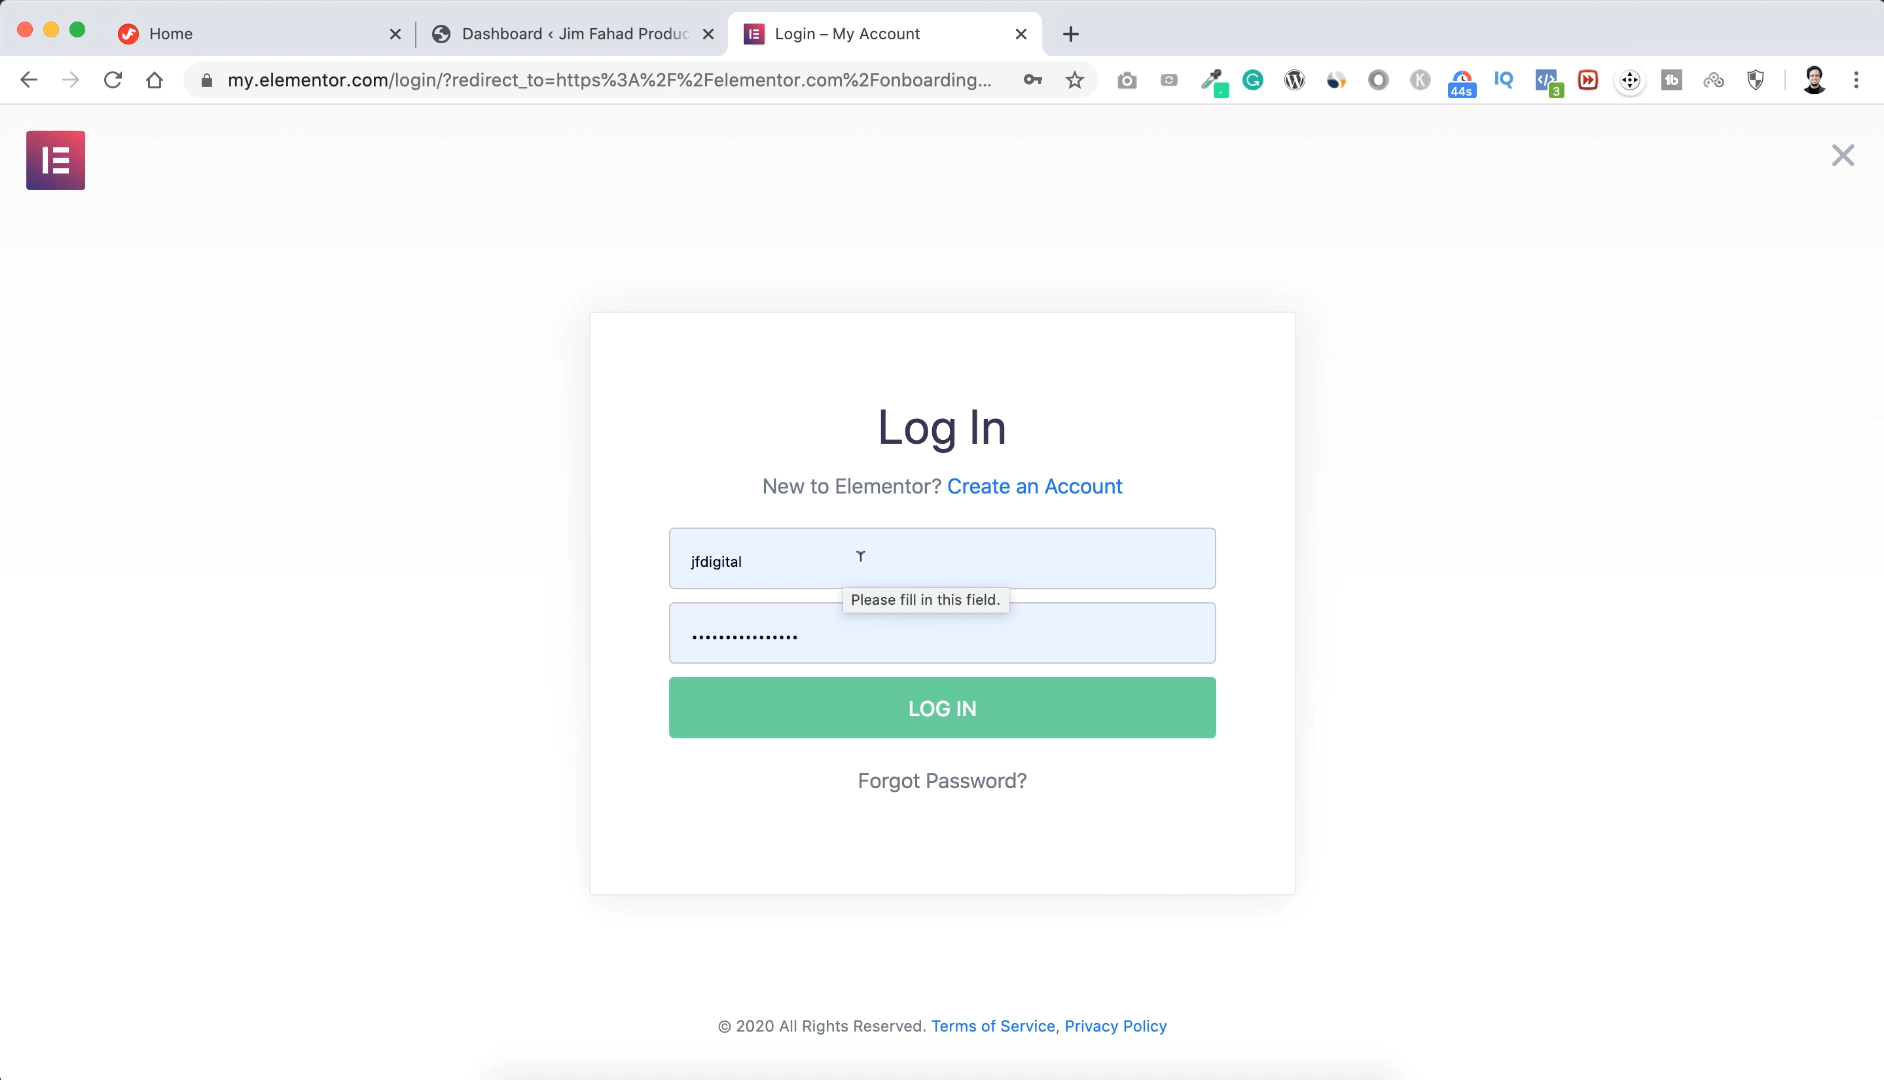 Home
Dashboard ‹ Jim Fahad Produc
Login – My Account
my.elementor.com/login/?redirect_to=https%3A%2F%2Felementor.com%2Fonboarding...
44s
IQ
3
K
tb
Log In
New to Elementor? Create an Account
jfdigital
Please fill in this field.
••••••••••••••••
LOG IN
Forgot Password?
© 2020 All Rights Reserved. Terms of Service, Privacy Policy